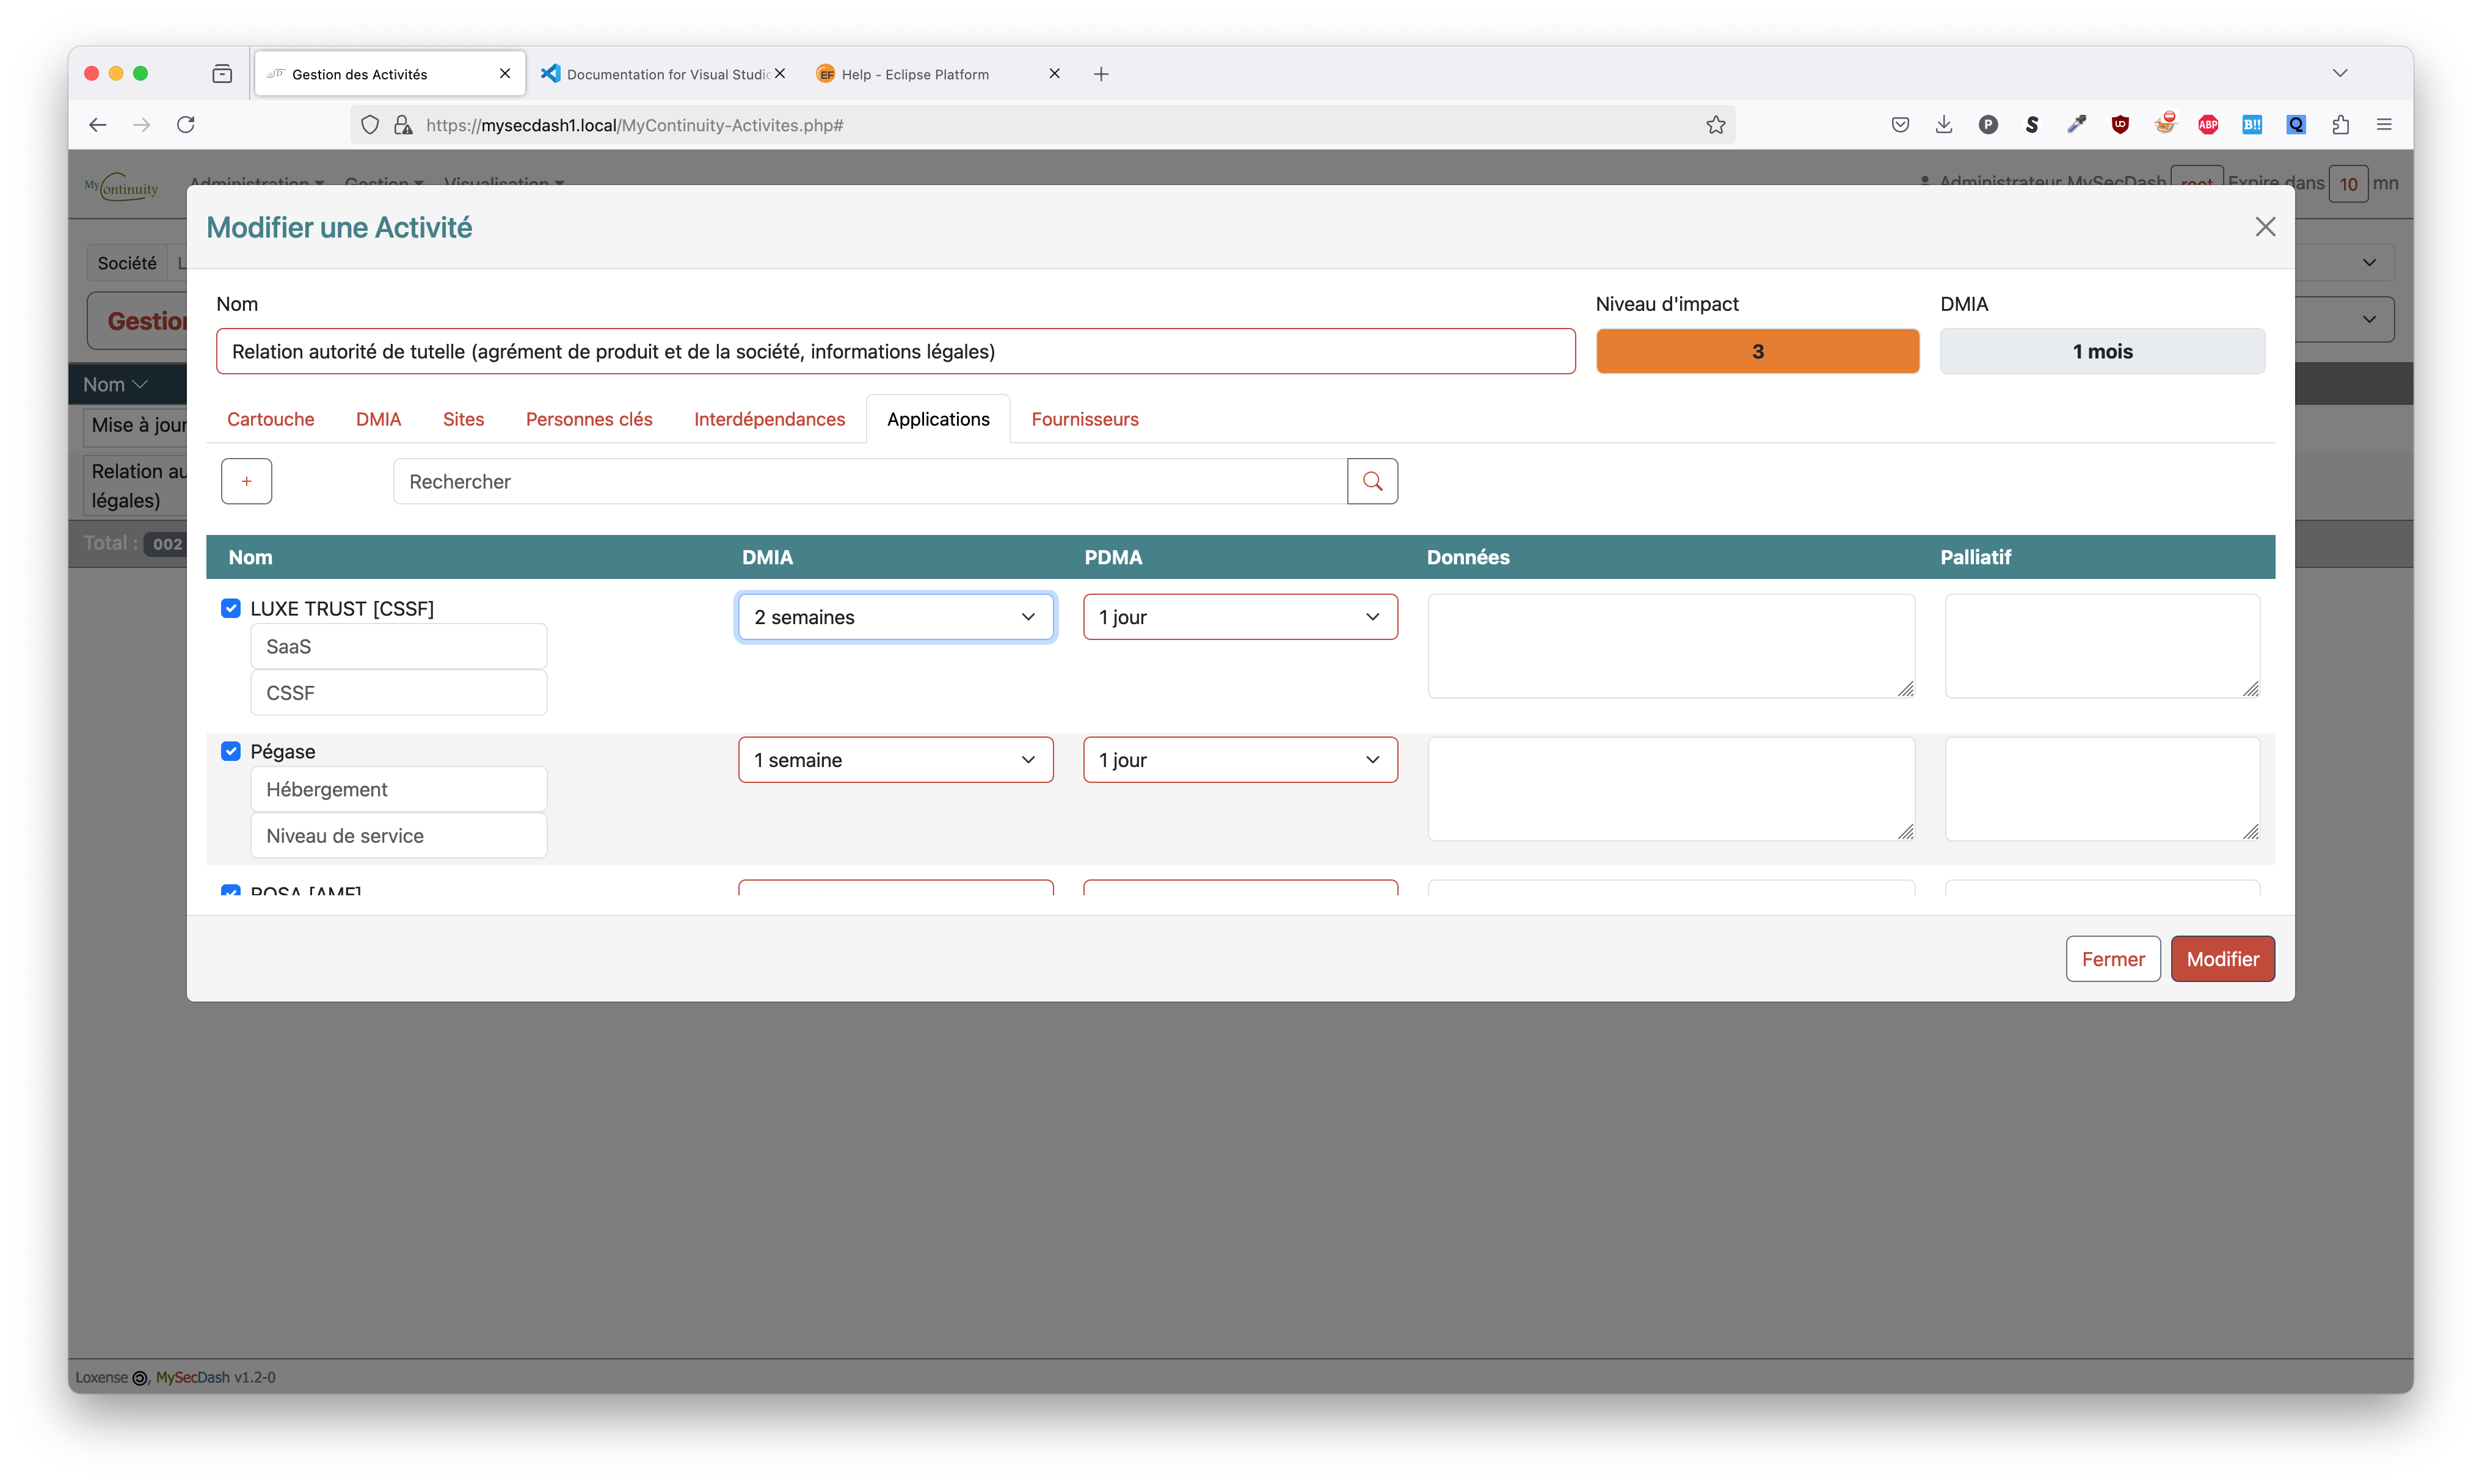 Gestion des Activités
Documentation for Visual Studio
Help - Eclipse Platform
https://mysecdash1.local/MyContinuity-Activites.php#
My Continuity
Administration
Gestion
Visualisation
Administrateur MySecDash root Expire dans 10 mn
Société
Modifier une Activité
Nom
Niveau d'impact
DMIA
Relation autorité de tutelle (agrément de produit et de la société, informations légales)
3
1 mois
Nom
Mise à jour
Relation au
légales)
Total : 002
Cartouche
DMIA
Sites
Personnes clés
Interdépendances
Applications
Fournisseurs
+
Rechercher
Nom
DMIA
PDMA
Données
Palliatif
LUXE TRUST [CSSF]
2 semaines
1 jour
SaaS
CSSF
Pégase
1 semaine
1 jour
Hébergement
Niveau de service
ROSA [AMF]
Fermer
Modifier
Loxense, MySecDash v1.2-0